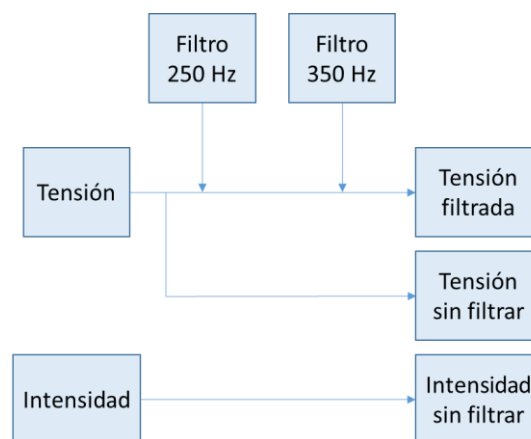 Filtro
250 Hz
Filtro
350 Hz
Tensión
Tensión
filtrada
Tensión
sin filtrar
Intensidad
Intensidad
sin filtrar